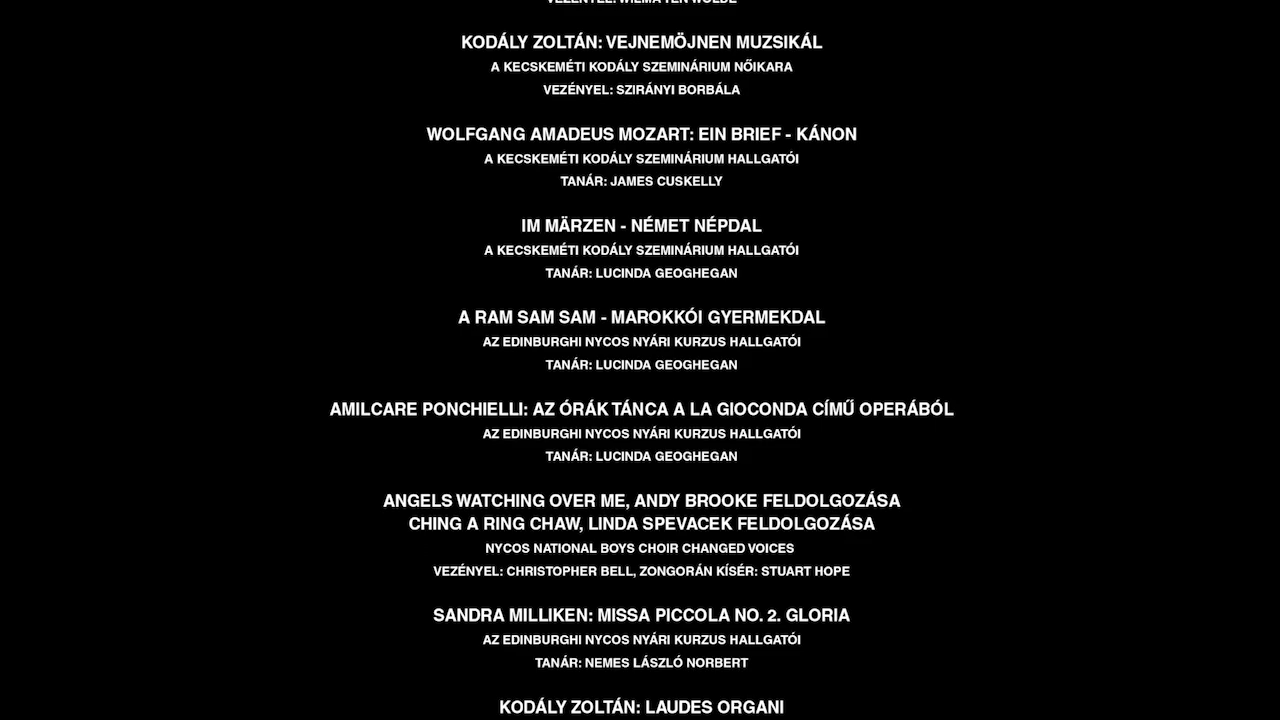 VEZÉNYEL: WILMA TEN WOLDE
KODÁLY ZOLTÁN: VEJNEMÖJNEN MUZSIKÁL
A KECSKEMÉTI KODÁLY SZEMINÁRIUM NŐIKARA
VEZÉNYEL: SZIRÁNYI BORBÁLA
WOLFGANG AMADEUS MOZART: EIN BRIEF - KÁNON
A KECSKEMÉTI KODÁLY SZEMINÁRIUM HALLGATÓI
TANÁR: JAMES CUSKELLY
IM MÄRZEN - NÉMET NÉPDAL
A KECSKEMÉTI KODÁLY SZEMINÁRIUM HALLGATÓI
TANÁR: LUCINDA GEOGHEGAN
A RAM SAM SAM - MAROKKÓI GYERMEKDAL
AZ EDINBURGHI NYCOS NYÁRI KURZUS HALLGATÓI
TANÁR: LUCINDA GEOGHEGAN
AMILCARE PONCHIELLI: AZ ÓRÁK TÁNCA A LA GIOCONDA CÍMŰ OPERÁBÓL
AZ EDINBURGHI NYCOS NYÁRI KURZUS HALLGATÓI
TANÁR: LUCINDA GEOGHEGAN
ANGELS WATCHING OVER ME, ANDY BROOKE FELDOLGOZÁSA
CHING A RING CHAW, LINDA SPEVACEK FELDOLGOZÁSA
NYCOS NATIONAL BOYS CHOIR CHANGED VOICES
VEZÉNYEL: CHRISTOPHER BELL, ZONGORÁN KÍSÉR: STUART HOPE
SANDRA MILLIKEN: MISSA PICCOLA NO. 2. GLORIA
AZ EDINBURGHI NYCOS NYÁRI KURZUS HALLGATÓI
TANÁR: NEMES LÁSZLÓ NORBERT
KODÁLY ZOLTÁN: LAUDES ORGANI